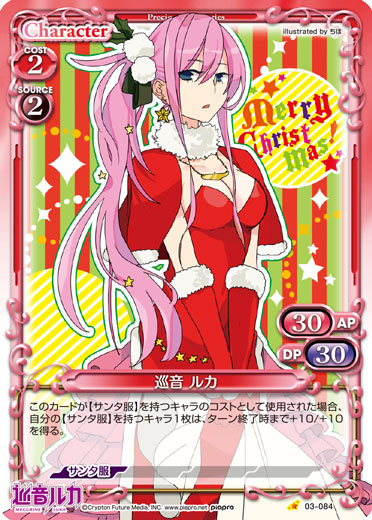 Precious Memories
Character
illustrated by ちほ
COST
2
SOURCE
2
Merry
Christ
mas!
30 AP
DP 30
巡音 ルカ
このカードが【サンタ服】を持つキャラのコストとして使用された場合、
自分の【サンタ服】を持つキャラ1枚は、ターン終了時まで+10/+10
を得る。
サンタ服
巡音ルカ
MEGURINE LUKA
©Crypton Future Media, INC. www.piapro.net piapro
03-084